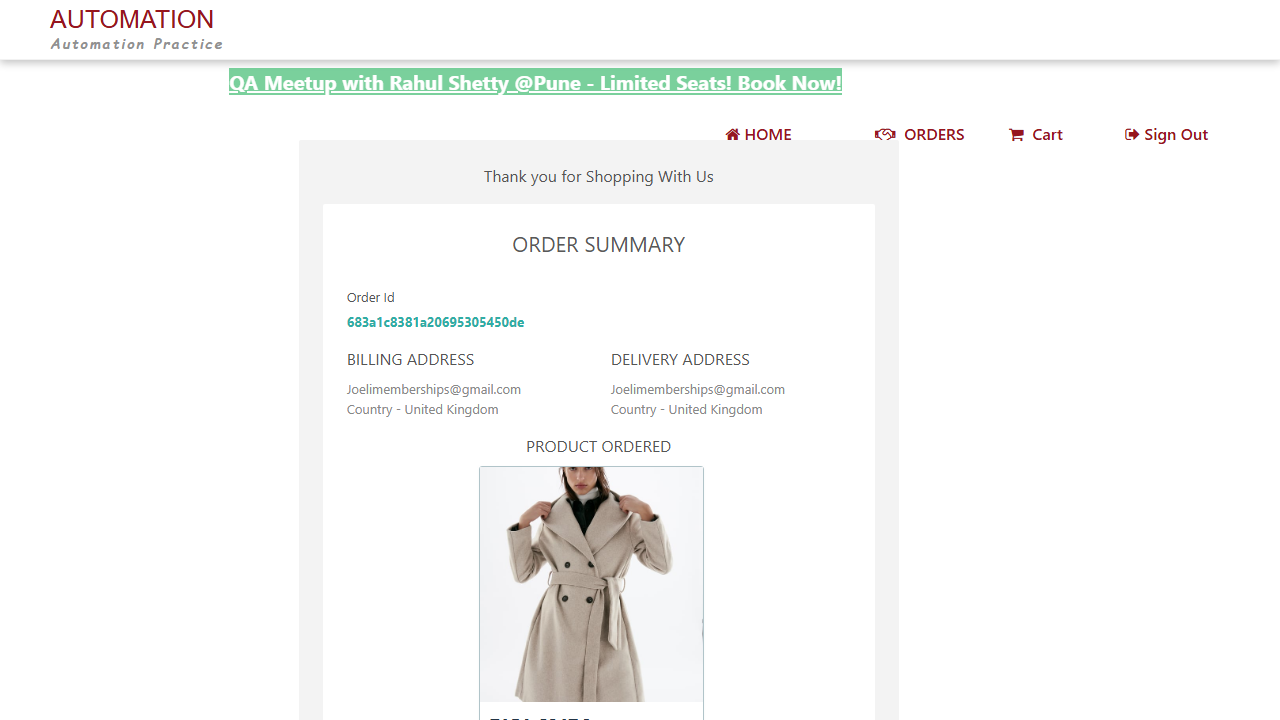 AUTOMATION
Automation Practice
QA Meetup with Rahul Shetty @Pune - Limited Seats! Book Now!
HOME ORDERS Cart Sign Out
Thank you for Shopping With Us
ORDER SUMMARY
Order Id
683a1c8381a20695305450de
BILLING ADDRESS DELIVERY ADDRESS
Joelimemberships@gmail.com Joelimemberships@gmail.com
Country - United Kingdom Country - United Kingdom
PRODUCT ORDERED